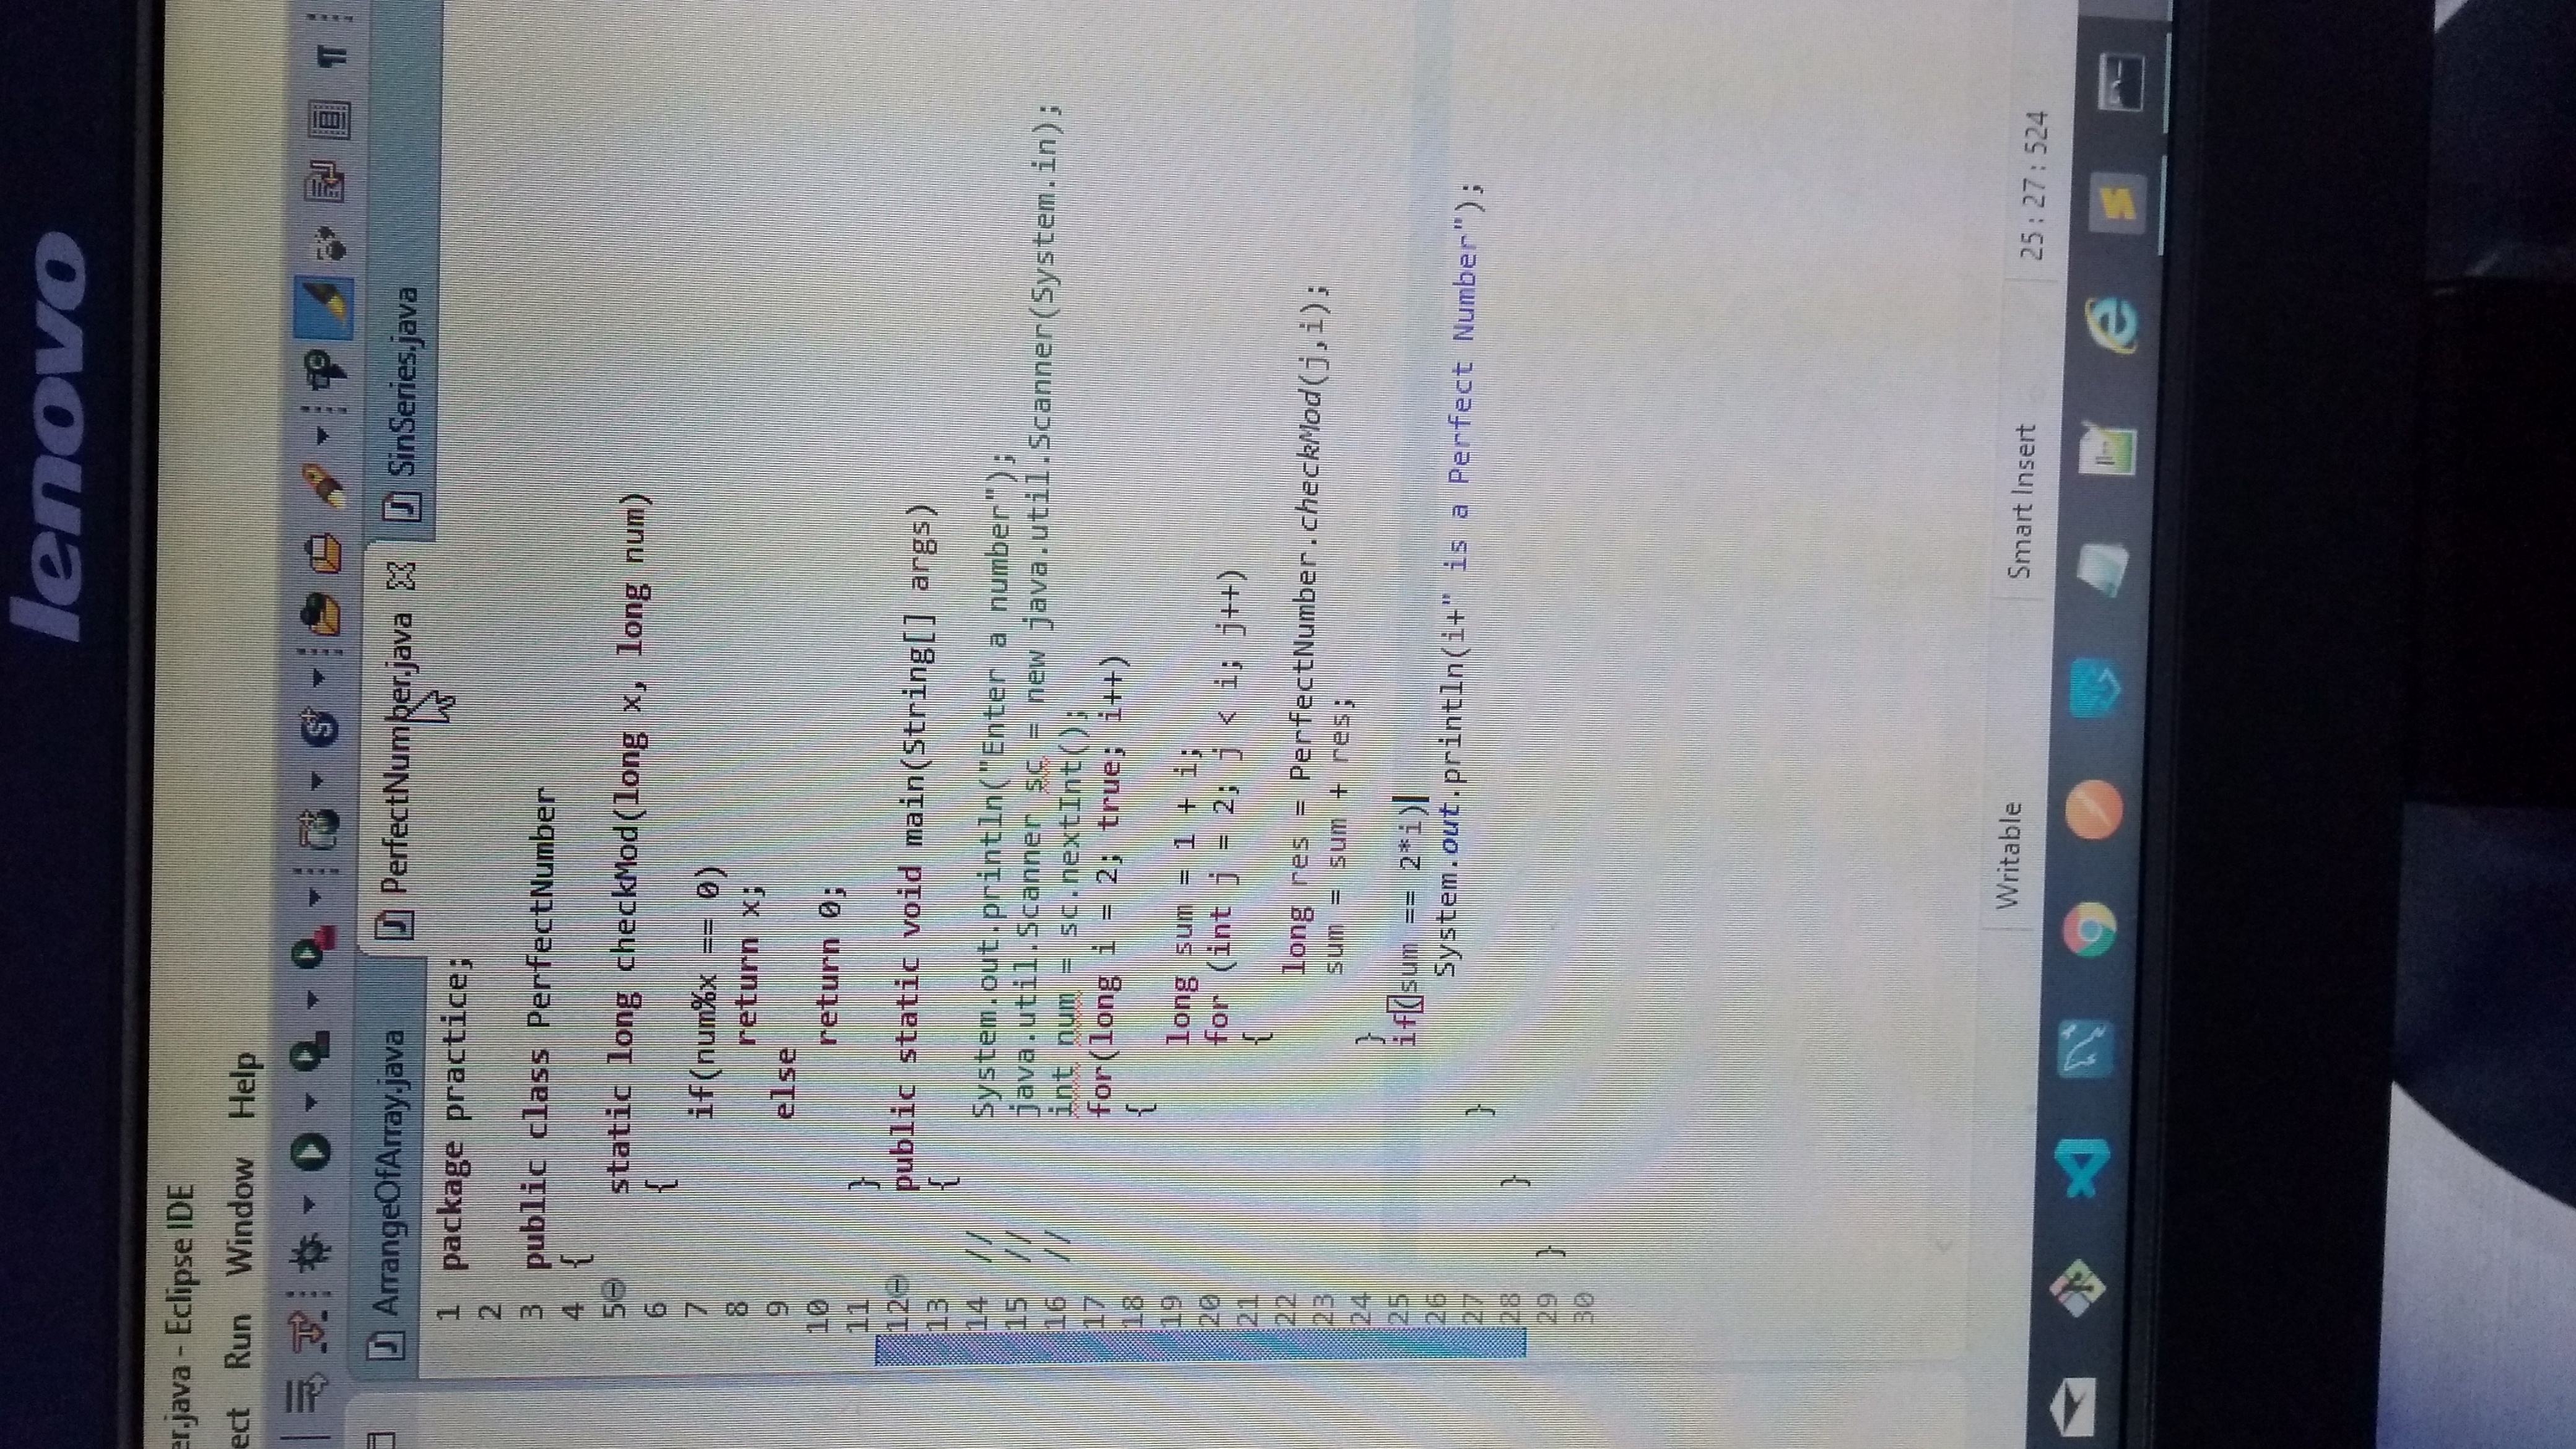 lenovo
er.java - Eclipse IDE
ect Run Window Help
ArrangeOfArray.java PerfectNumber.java SinSeries.java
1 package practice;
2
3 public class PerfectNumber
4 {
5 static long checkMod(long x, long num)
6 {
7 if(num%x == 0)
8 return x;
9 else
10 return 0;
11 }
12 public static void main(String[] args)
13 {
14 // System.out.println("Enter a number");
15 // java.util.Scanner sc = new java.util.Scanner(System.in);
16 // int num = sc.nextInt();
17 for(long i = 2; true; i++)
18 {
19 long sum = 1 + i;
20 for (int j = 2; j < i; j++)
21 {
22 long res = PerfectNumber.checkMod(j,i);
23 sum = sum + res;
24 }
25 if(sum == 2*i)
26 System.out.println(i+" is a Perfect Number");
27 }
28 }
29 }
30
Writable Smart Insert 25 : 27 : 524